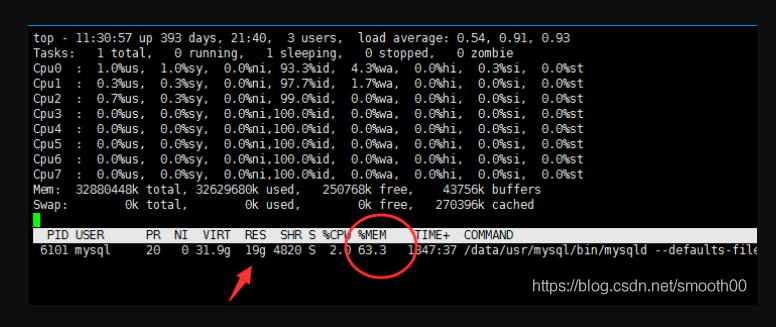 top - 11:30:57 up 393 days, 21:40,  3 users,  load average: 0.54, 0.91, 0.93
Tasks:   1 total,   0 running,   1 sleeping,   0 stopped,   0 zombie
Cpu0  :  1.0%us,  1.0%sy,  0.0%ni, 93.3%id,  4.3%wa,  0.0%hi,  0.3%si,  0.0%st
Cpu1  :  0.3%us,  0.3%sy,  0.0%ni, 97.7%id,  1.7%wa,  0.0%hi,  0.0%si,  0.0%st
Cpu2  :  0.7%us,  0.3%sy,  0.0%ni, 99.0%id,  0.0%wa,  0.0%hi,  0.0%si,  0.0%st
Cpu3  :  0.0%us,  0.0%sy,  0.0%ni,100.0%id,  0.0%wa,  0.0%hi,  0.0%si,  0.0%st
Cpu4  :  0.0%us,  0.0%sy,  0.0%ni,100.0%id,  0.0%wa,  0.0%hi,  0.0%si,  0.0%st
Cpu5  :  0.0%us,  0.0%sy,  0.0%ni,100.0%id,  0.0%wa,  0.0%hi,  0.0%si,  0.0%st
Cpu6  :  0.0%us,  0.0%sy,  0.0%ni,100.0%id,  0.0%wa,  0.0%hi,  0.0%si,  0.0%st
Cpu7  :  0.0%us,  0.0%sy,  0.0%ni,100.0%id,  0.0%wa,  0.0%hi,  0.0%si,  0.0%st
Mem:  32880448k total, 32629680k used,   250768k free,    43756k buffers
Swap:        0k total,        0k used,        0k free,   270396k cached
PID USER      PR  NI  VIRT  RES  SHR S %CPU %MEM    TIME+  COMMAND
6101 mysql     20   0 31.9g  19g 4820 S  2.0 63.3   1847:37 /data/usr/mysql/bin/mysqld --defaults-file
https://blog.csdn.net/smooth00